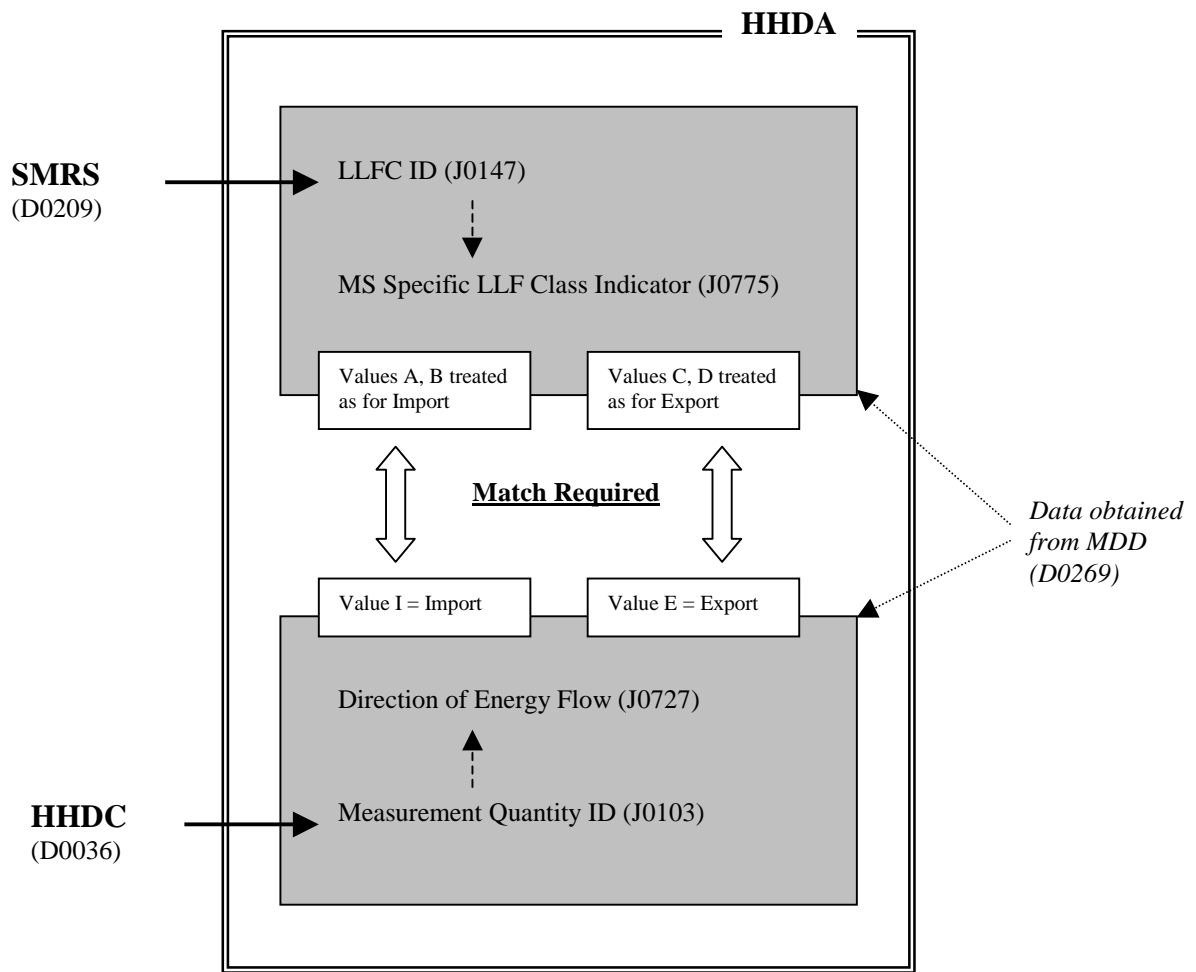 HHDA
SMRS
(D0209)
LLFC ID (J0147)
MS Specific LLF Class Indicator (J0775)
Values A, B treated
as for Import
Values C, D treated
as for Export
Match Required
Data obtained
from MDD
(D0269)
Value I = Import
Value E = Export
Direction of Energy Flow (J0727)
HHDC
(D0036)
Measurement Quantity ID (J0103)